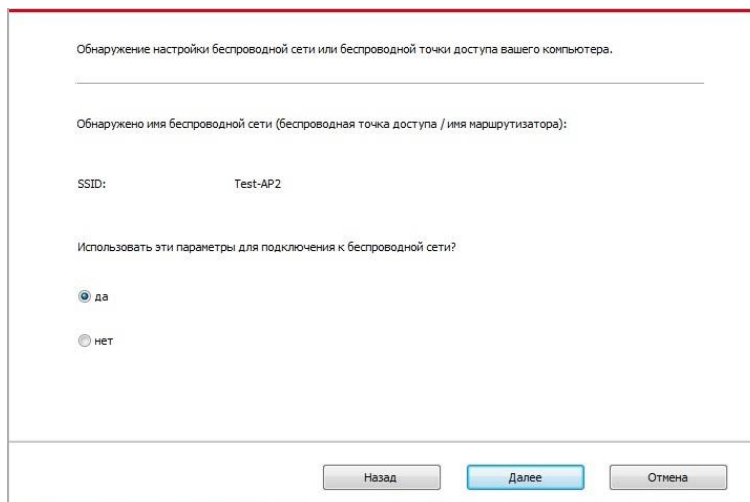 Обнаружение настройки беспроводной сети или беспроводной точки доступа вашего компьютера.
Обнаружено имя беспроводной сети (беспроводная точка доступа / имя маршрутизатора):
SSID: Test-AP2
Использовать эти параметры для подключения к беспроводной сети?
да
нет
Назад Далее Отмена